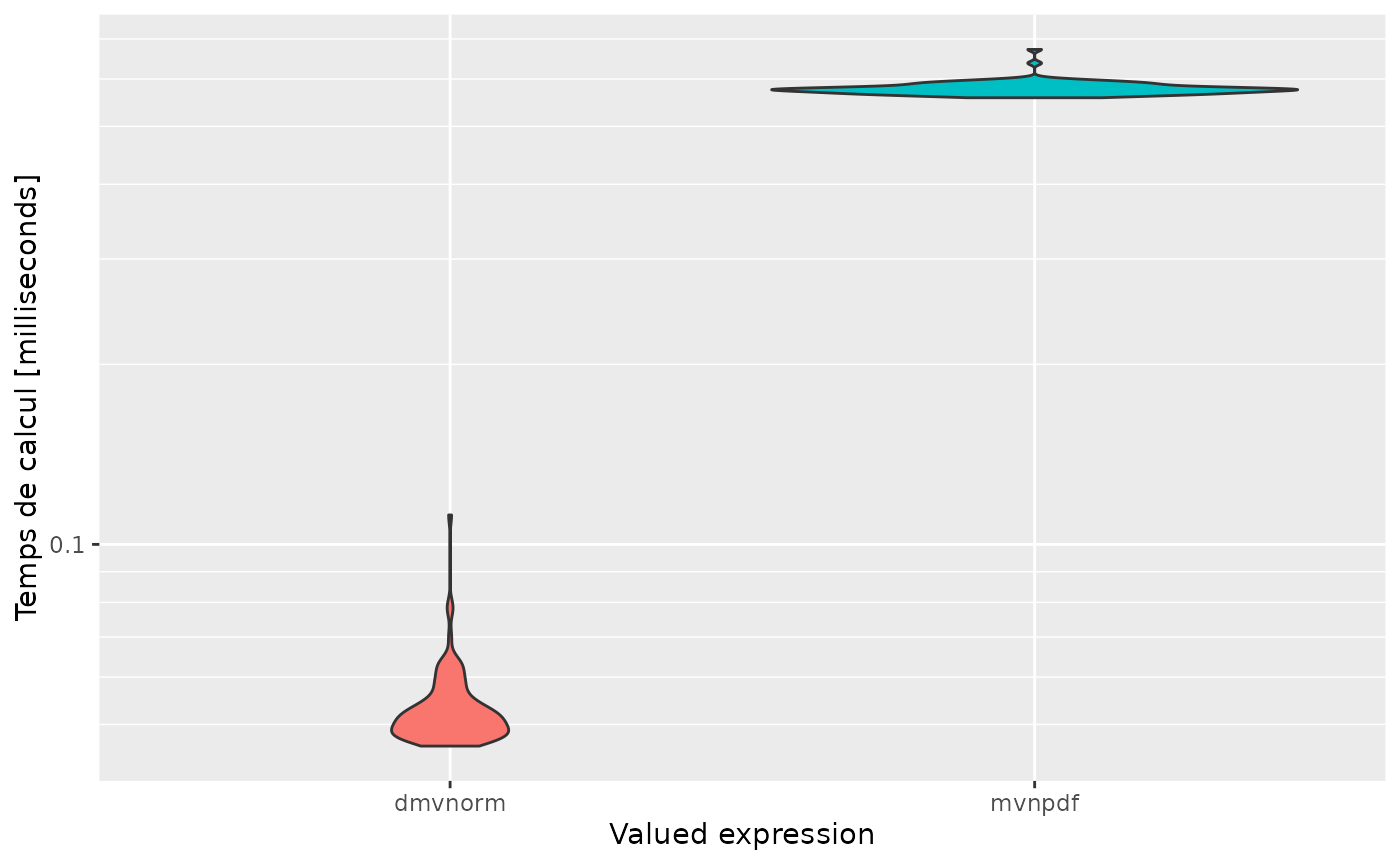 Temps de calcul [milliseconds]
0.1
dmvnorm
mvnpdf
Valued expression